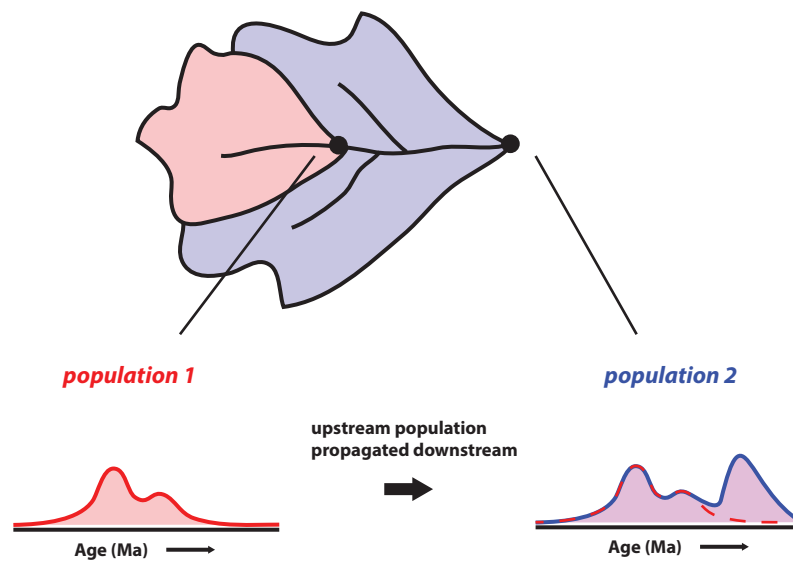 population 1
population 2
upstream population
propagated downstream
Age (Ma)
Age (Ma)